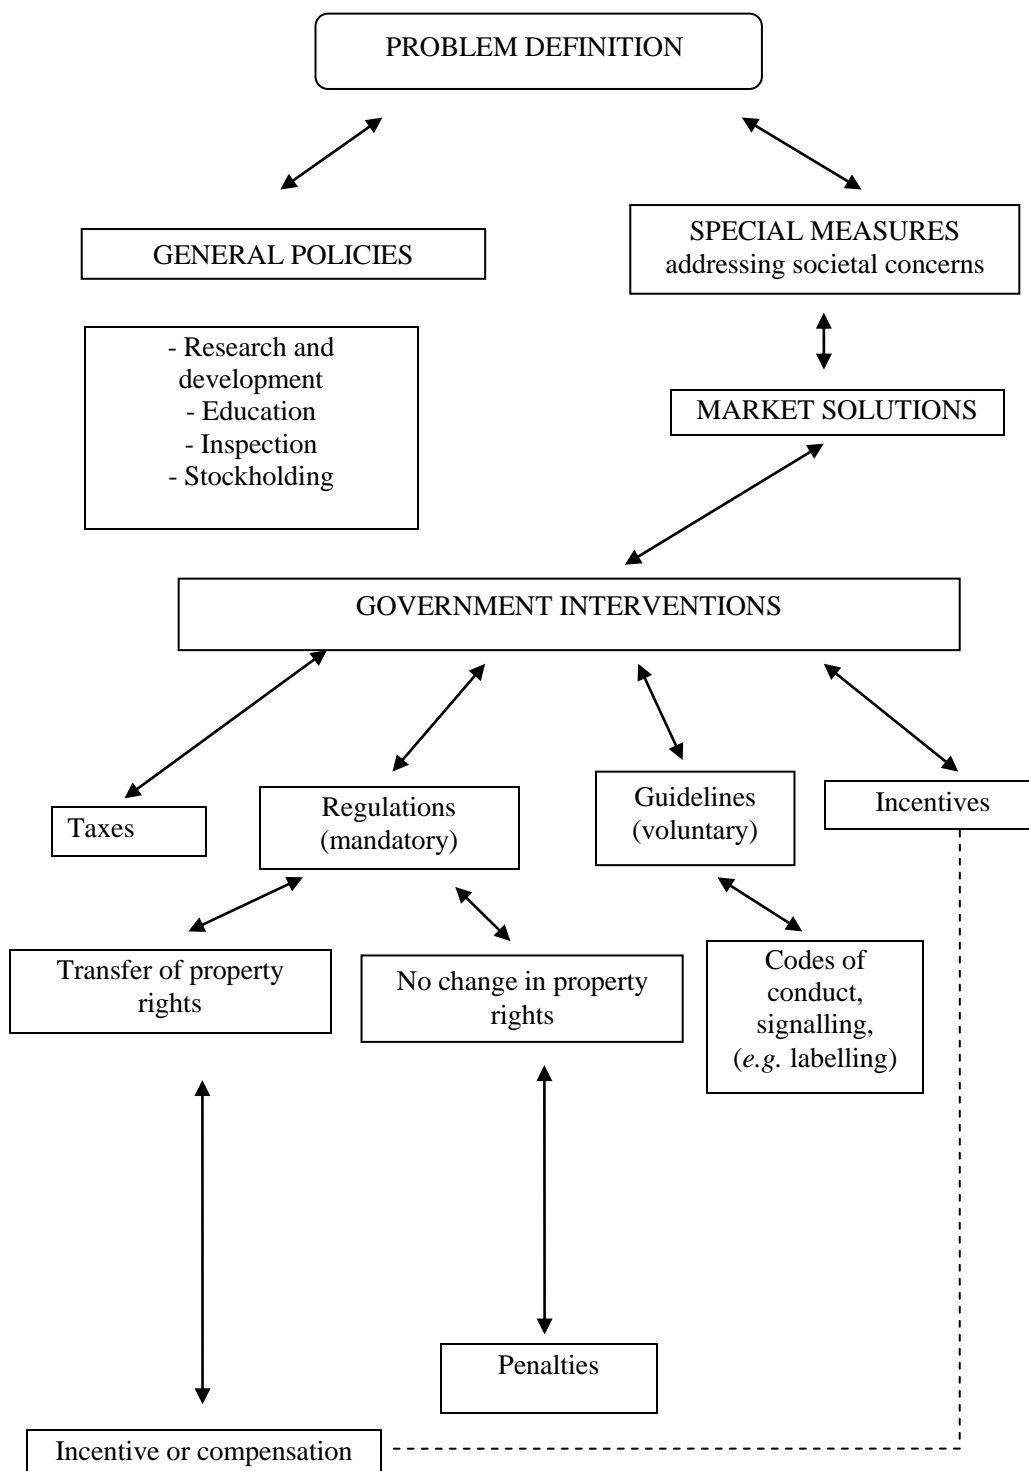 PROBLEM DEFINITION
GENERAL POLICIES
SPECIAL MEASURES
addressing societal concerns
- Research and
development
- Education
- Inspection
- Stockholding
MARKET SOLUTIONS
GOVERNMENT INTERVENTIONS
Taxes
Regulations
(mandatory)
Guidelines
(voluntary)
Incentives
Transfer of property
rights
No change in property
rights
Codes of
conduct,
signalling,
(e.g. labelling)
Penalties
Incentive or compensation